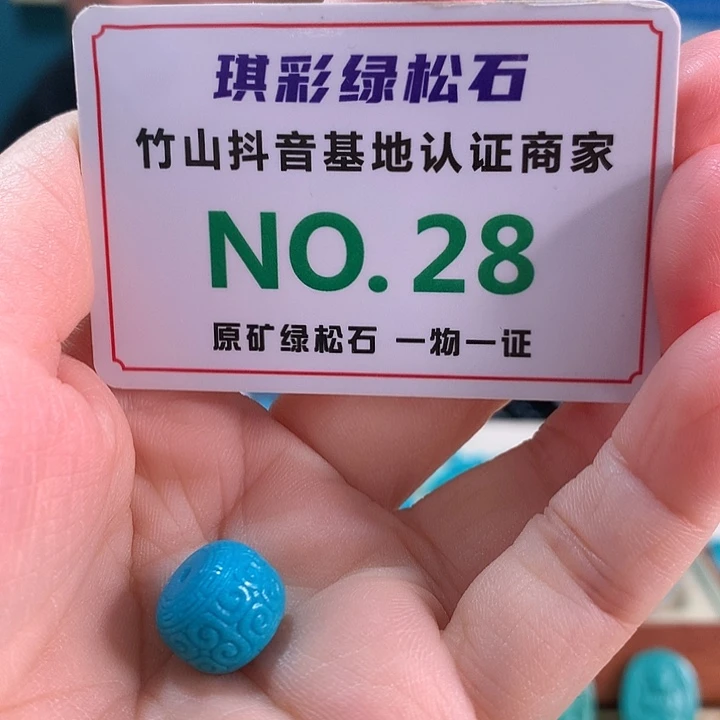 琪彩绿松石
竹山抖音基地认证商家
NO.28
原矿绿松石 一物一证